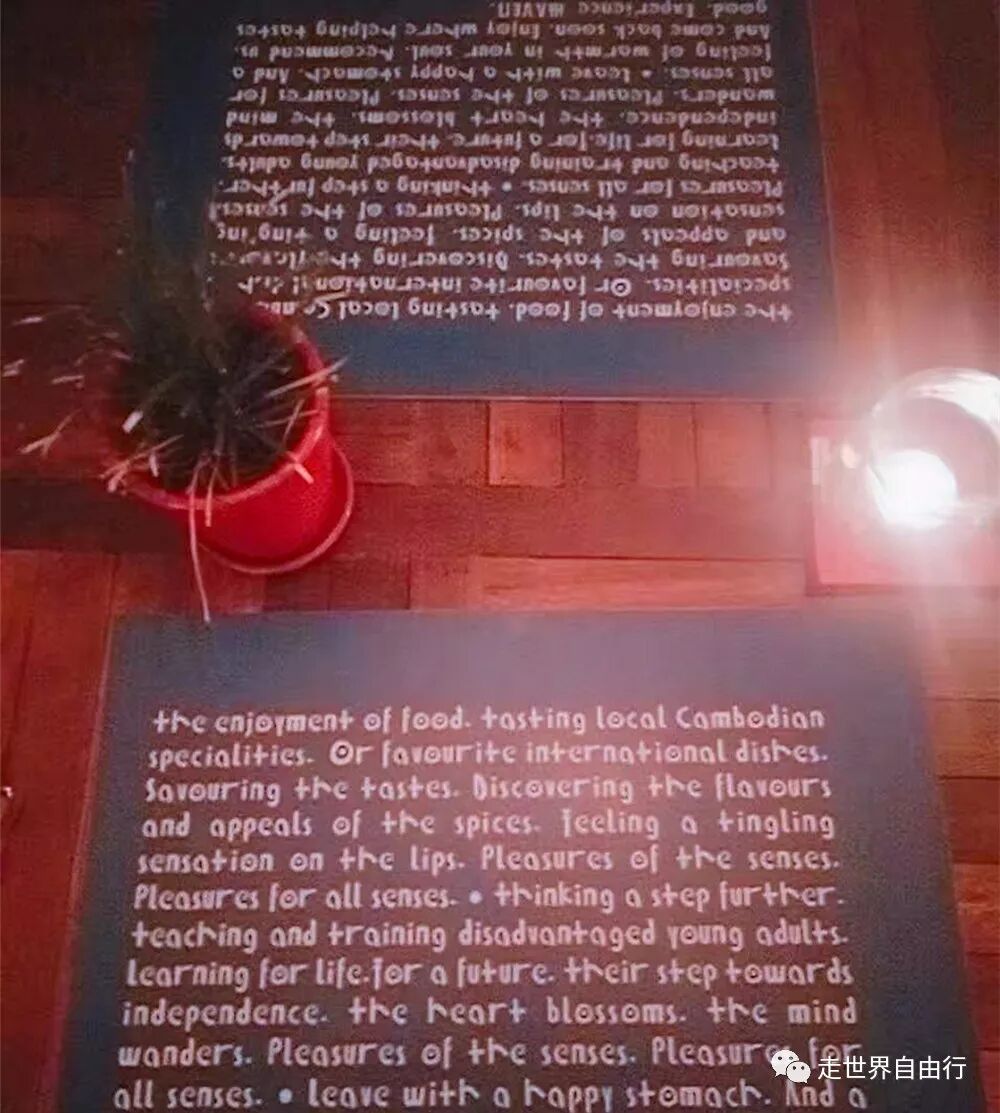 the enjoyment of food. tasting local
specialities. Or favourite international
Savouring the tastes. Discovering the flavours
and appeals of the spices. feeling a tingling
sensation on the lips. Pleasures of the senses.
Pleasures for all senses. • thinking a step further.
teaching and training disadvantaged young adults.
Learning for life.for a future. their step towards
independence. the heart blossoms. the mind
wanders. Pleasures of the senses. Pleasures for
all senses. • Leave with a happy stomach. And a
feeling of warmth in your soul. Recommend us
And come back soon. Enjoy where helping tastes
good. Experience HAVEN.
the enjoyment of food. tasting local Cambodian
specialities. Or favourite international dishes.
Savouring the tastes. Discovering the flavours
and appeals of the spices. feeling a tingling
sensation on the lips. Pleasures of the senses.
Pleasures for all senses. • thinking a step further.
teaching and training disadvantaged young adults.
Learning for life.for a future. their step towards
independence. the heart blossoms. the mind
wanders. Pleasures of the senses. Pleasures for
all senses. • Leave with a happy stomach. And a
走世界自由行